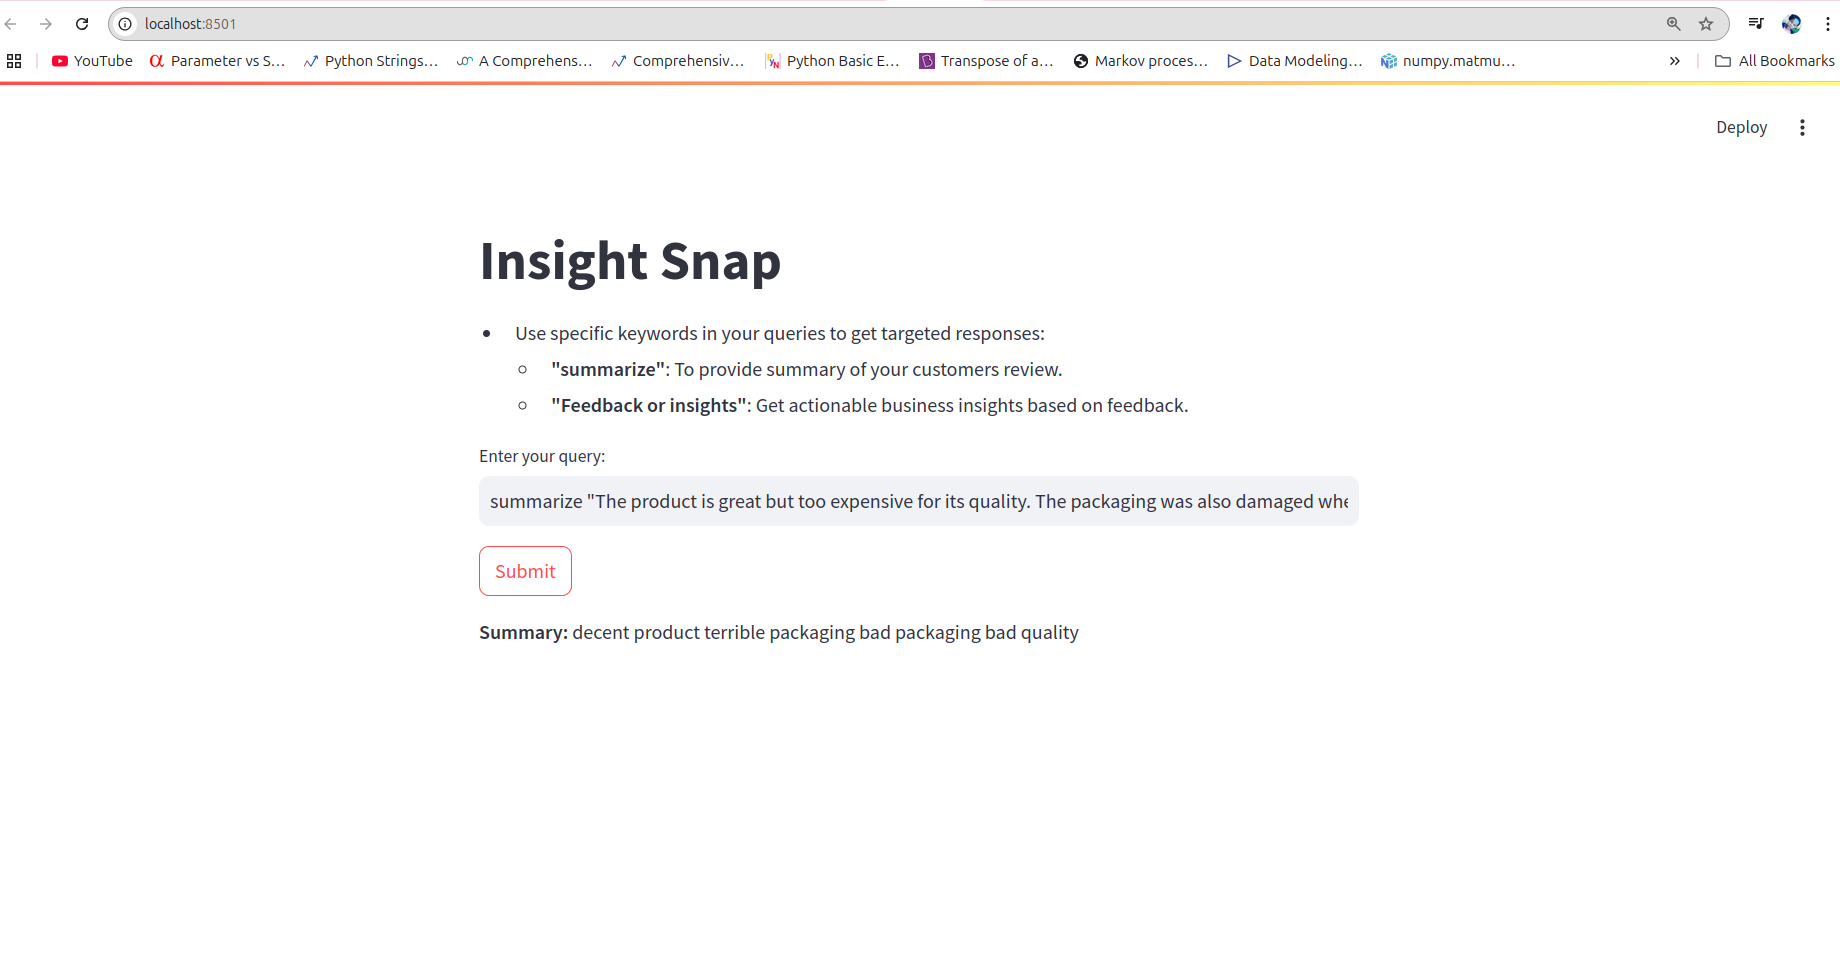 localhost:8501
YouTube Parameter vs S... Python Strings... A Comprehens... Comprehensiv... Python Basic E... Transpose of a... Markov proces... Data Modeling... numpy.matmu... » All Bookmarks
Deploy
Insight Snap
• Use specific keywords in your queries to get targeted responses:
○ "summarize": To provide summary of your customers review.
○ "Feedback or insights": Get actionable business insights based on feedback.
Enter your query:
summarize "The product is great but too expensive for its quality. The packaging was also damaged whe
Submit
Summary: decent product terrible packaging bad packaging bad quality